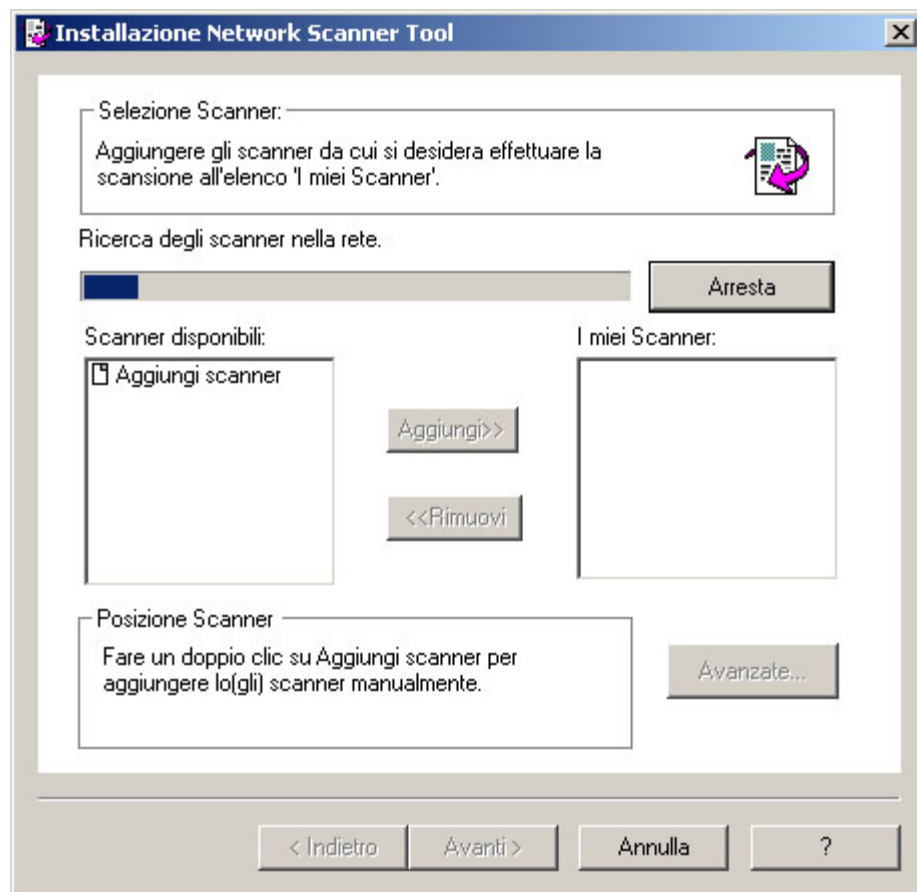 Installazione Network Scanner Tool
Selezione Scanner:
Aggiungere gli scanner da cui si desidera effettuare la
scansione all'elenco 'I miei Scanner'.
Ricerca degli scanner nella rete.
Arresta
Scanner disponibili:
I miei Scanner:
Aggiungi scanner
Aggiungi>>
<<Rimuovi
Posizione Scanner
Fare un doppio clic su Aggiungi scanner per
aggiungere lo(gli) scanner manualmente.
Avanzate...
< Indietro
Avanti >
Annulla
?